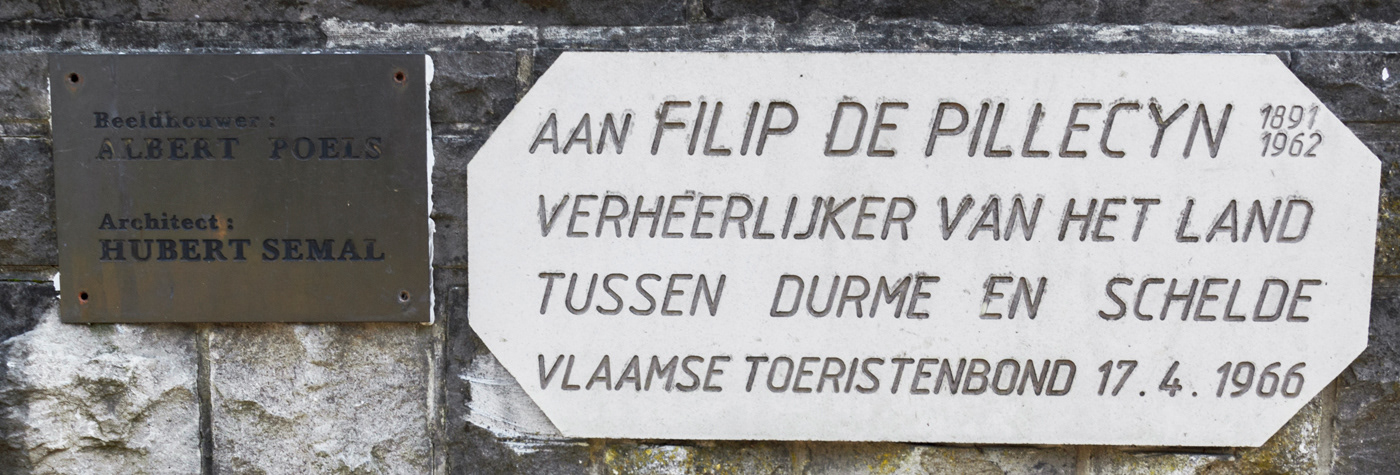 Beeldhouwer :
ALBERT POELS
Architect :
HUBERT SEMAL
AAN FILIP DE PILLECYN 1891
1962
VERHEERLIJKER VAN HET LAND
TUSSEN DURME EN SCHELDE
VLAAMSE TOERISTENBOND 17.4.1966